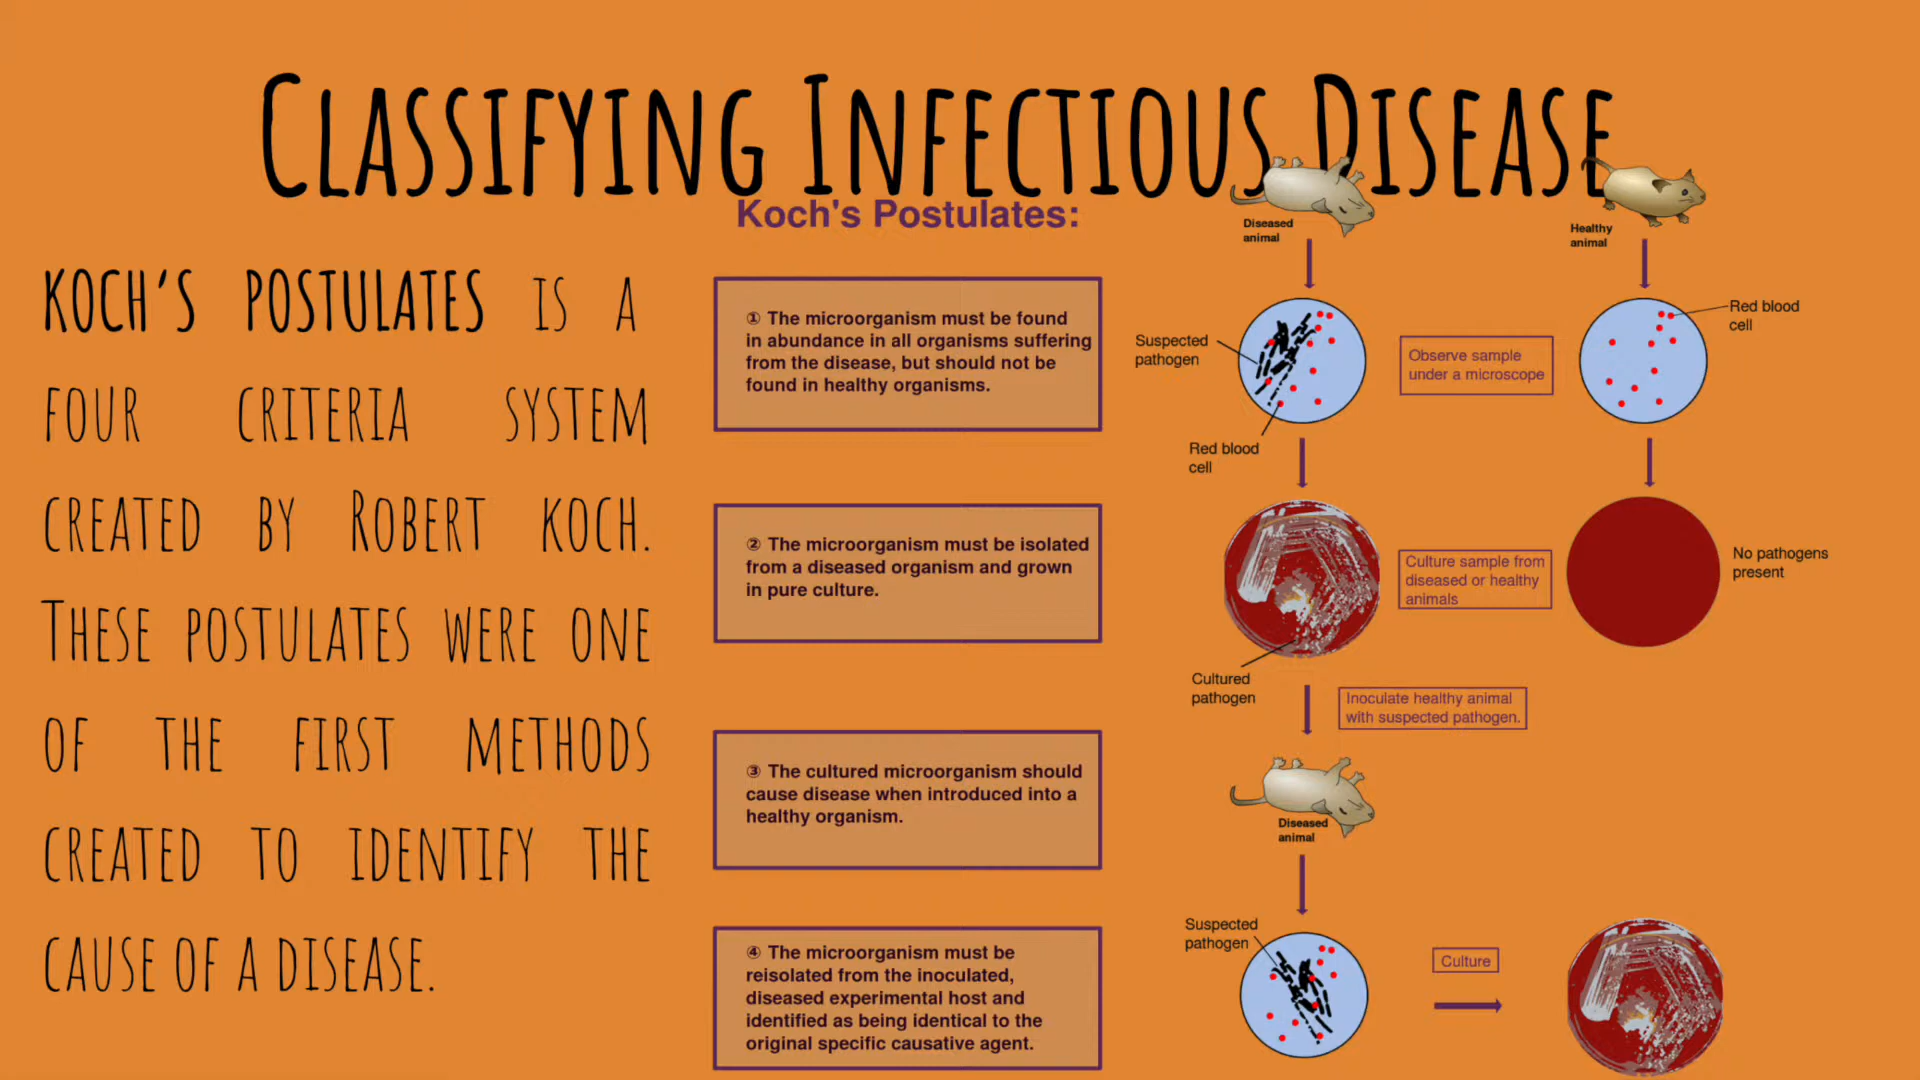 Classifying Infectious Disease
KOCH'S POSTULATES IS A
FOUR CRITERIA SYSTEM
CREATED BY ROBERT KOCH.
THESE POSTULATES WERE ONE
OF THE FIRST METHODS
CREATED TO IDENTIFY THE
CAUSE OF A DISEASE.
Koch's Postulates:
① The microorganism must be found
in abundance in all organisms suffering
from the disease, but should not be
found in healthy organisms.
② The microorganism must be isolated
from a diseased organism and grown
in pure culture.
③ The cultured microorganism should
cause disease when introduced into a
healthy organism.
④ The microorganism must be
reisolated from the inoculated,
diseased experimental host and
identified as being identical to the
original specific causative agent.
Diseased
animal
Healthy
animal
Suspected
pathogen
Red blood
cell
Observe sample
under a microscope
Red blood
cell
Culture sample from
diseased or healthy
animals
No pathogens
present
Cultured
pathogen
Inoculate healthy animal
with suspected pathogen.
Diseased
animal
Suspected
pathogen
Culture